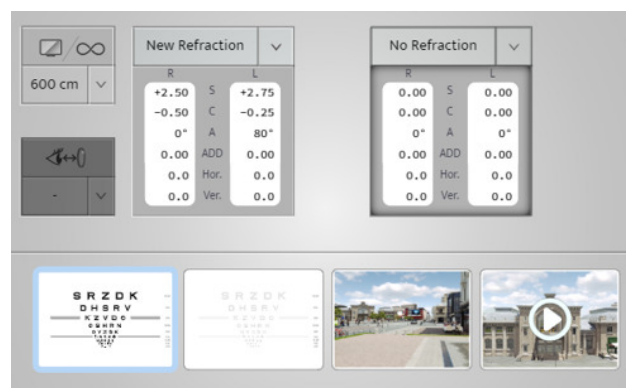 600 cm
-
New Refraction
R L
+2.50 S +2.75
-0.50 C -0.25
0° A 80°
0.00 ADD 0.00
0.0 Hor. 0.0
0.0 Ver. 0.0
No Refraction
R L
0.00 S 0.00
0.00 C 0.00
0° A 0°
0.00 ADD 0.00
0.0 Hor. 0.0
0.0 Ver. 0.0
S R Z D K
D H S R V
K Z V D O
S R Z D K
D H S R V
K Z V D O